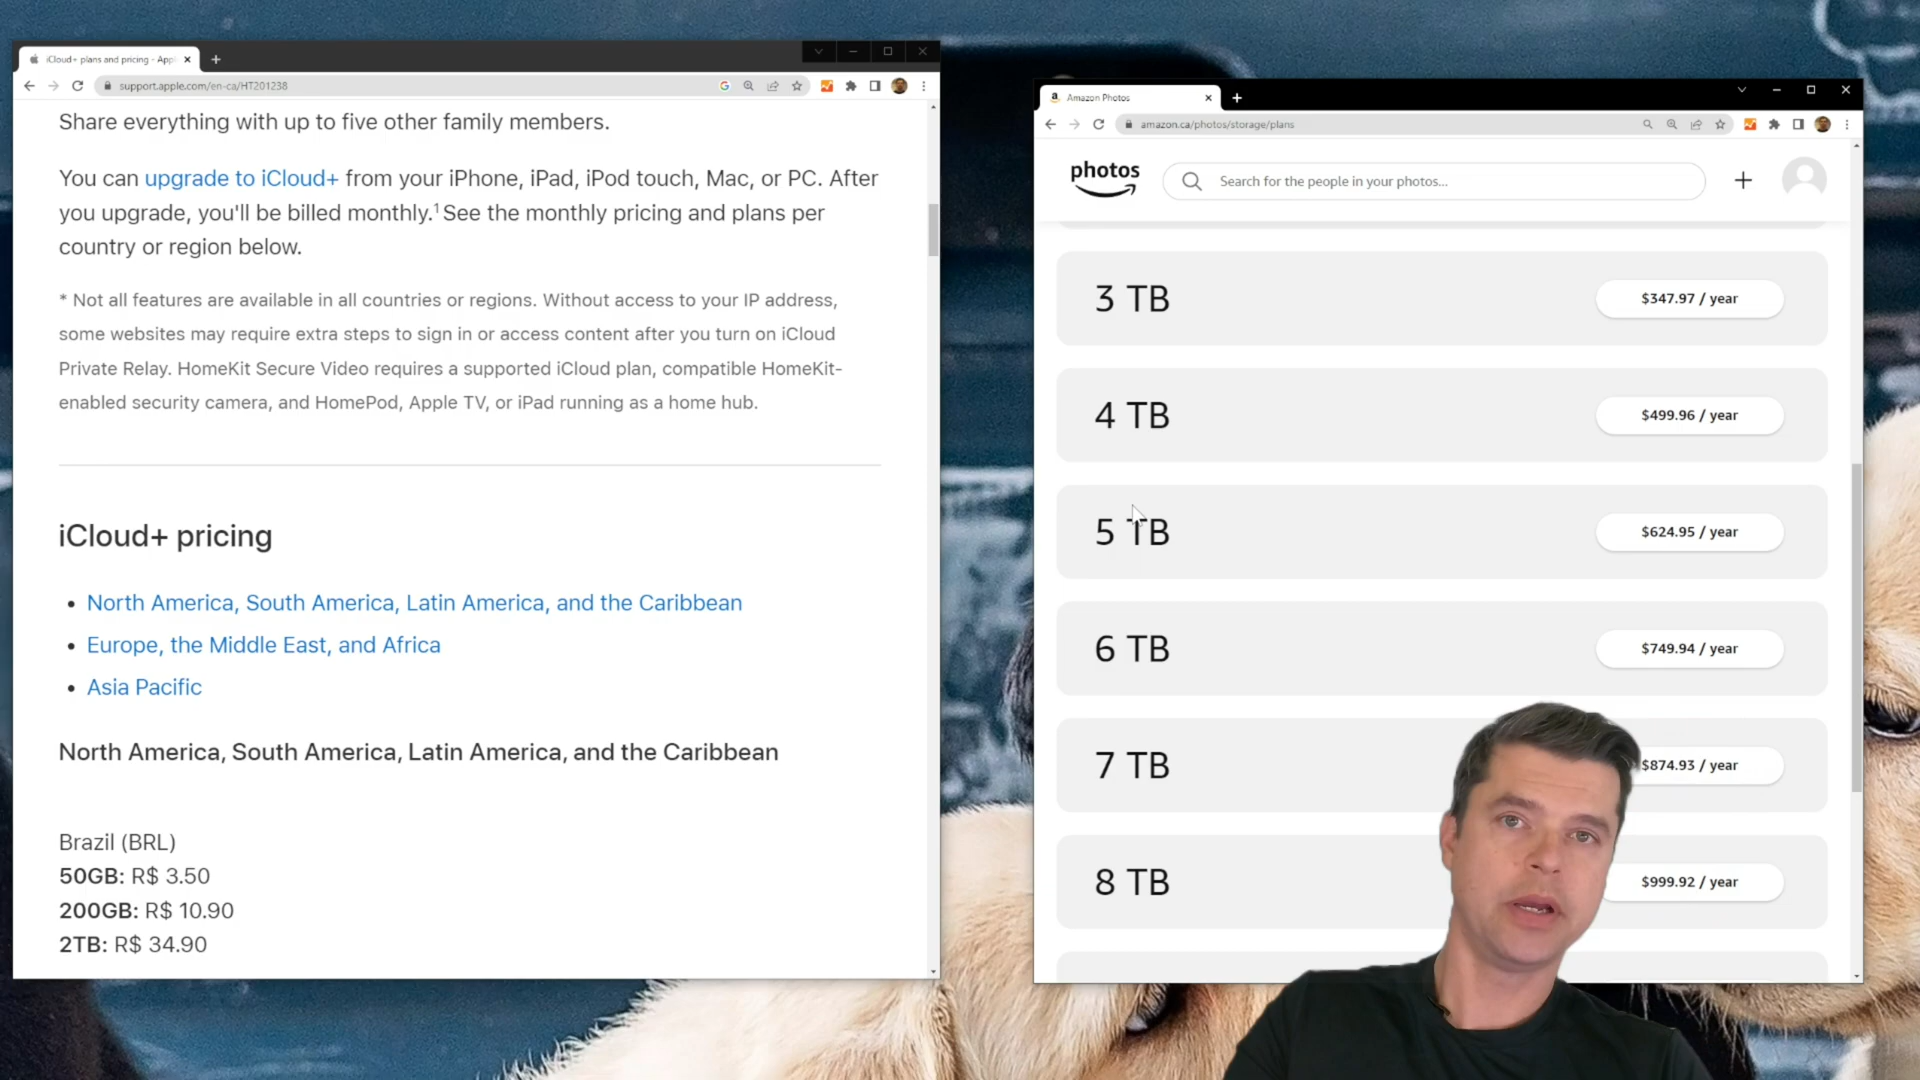 iCloud+ plans and pricing - Appl
support.apple.com/en-ca/HT201238
Share everything with up to five other family members.
You can upgrade to iCloud+ from your iPhone, iPad, iPod touch, Mac, or PC. After
you upgrade, you'll be billed monthly.¹ See the monthly pricing and plans per
country or region below.
* Not all features are available in all countries or regions. Without access to your IP address,
some websites may require extra steps to sign in or access content after you turn on iCloud
Private Relay. HomeKit Secure Video requires a supported iCloud plan, compatible HomeKit-
enabled security camera, and HomePod, Apple TV, or iPad running as a home hub.
iCloud+ pricing
• North America, South America, Latin America, and the Caribbean
• Europe, the Middle East, and Africa
• Asia Pacific
North America, South America, Latin America, and the Caribbean
Brazil (BRL)
50GB: R$ 3.50
200GB: R$ 10.90
2TB: R$ 34.90
Amazon Photos
amazon.ca/photos/storage/plans
photos
Search for the people in your photos...
3 TB
$347.97 / year
4 TB
$499.96 / year
5 TB
$624.95 / year
6 TB
$749.94 / year
7 TB
$874.93 / year
8 TB
$999.92 / year